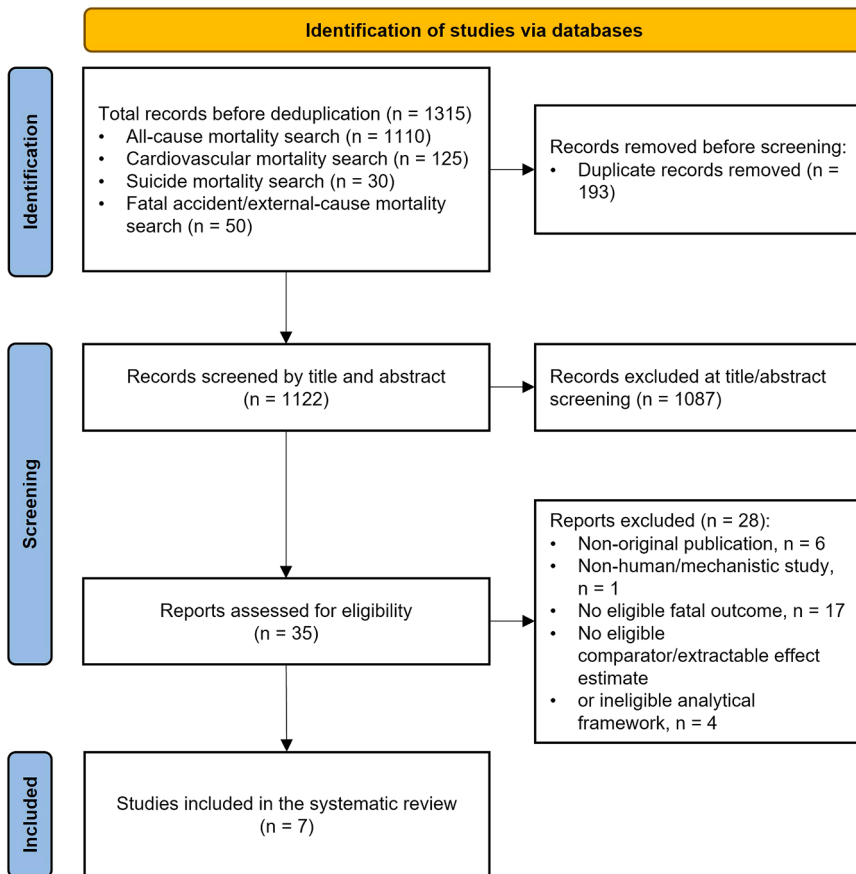 Identification of studies via databases
Identification
Total records before deduplication (n = 1315)
• All-cause mortality search (n = 1110)
• Cardiovascular mortality search (n = 125)
• Suicide mortality search (n = 30)
• Fatal accident/external-cause mortality
search (n = 50)
Records removed before screening:
• Duplicate records removed (n =
193)
Screening
Records screened by title and abstract
(n = 1122)
Records excluded at title/abstract
screening (n = 1087)
Reports assessed for eligibility
(n = 35)
Reports excluded (n = 28):
• Non-original publication, n = 6
• Non-human/mechanistic study,
n = 1
• No eligible fatal outcome, n = 17
• No eligible
comparator/extractable effect
estimate
• or ineligible analytical
framework, n = 4
Included
Studies included in the systematic review
(n = 7)